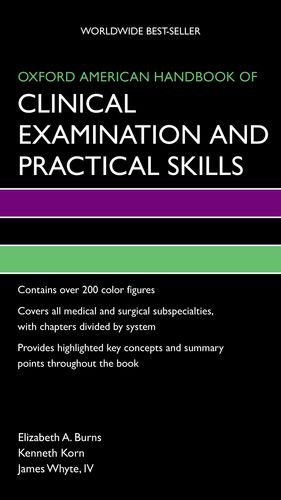 WORLDWIDE BEST-SELLER
OXFORD AMERICAN HANDBOOK OF
CLINICAL
EXAMINATION AND
PRACTICAL SKILLS
Contains over 200 color figures
Covers all medical and surgical subspecialties,
with chapters divided by system
Provides highlighted key concepts and summary
points throughout the book
Elizabeth A. Burns
Kenneth Korn
James Whyte, IV